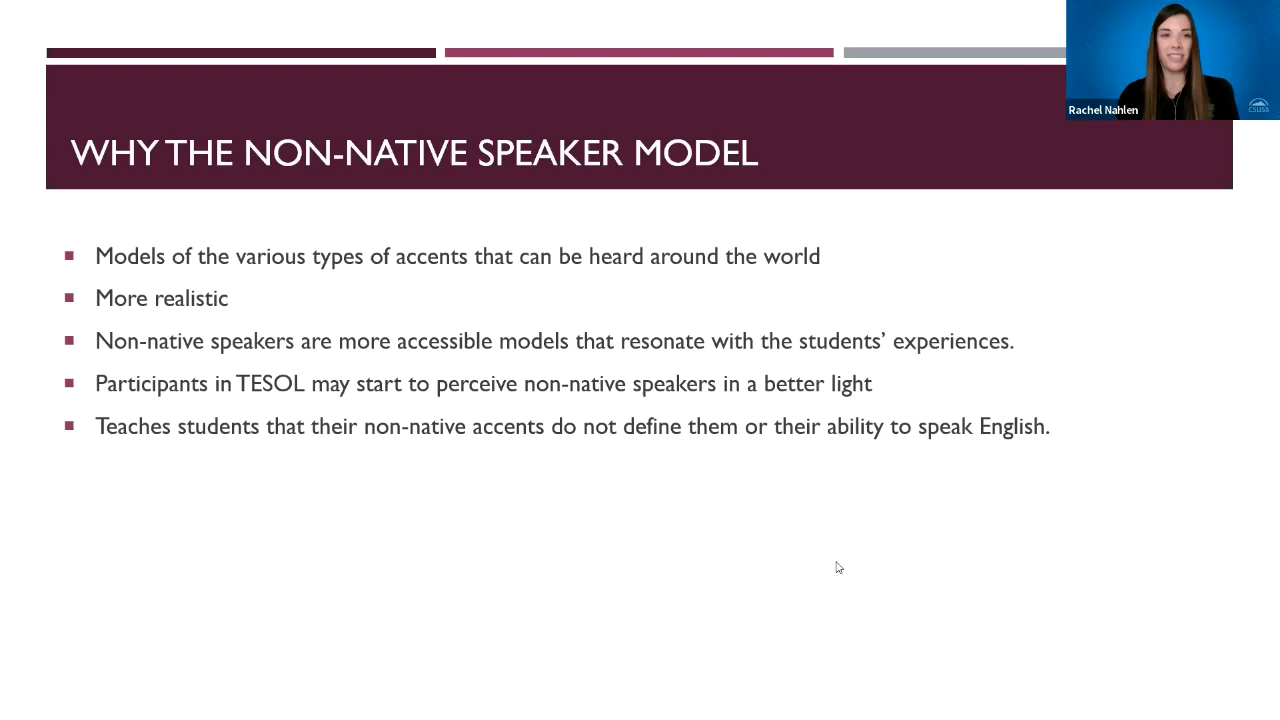 WHY THE NON-NATIVE SPEAKER MODEL
Rachel Nahlen
CSUSB
Models of the various types of accents that can be heard around the world
More realistic
Non-native speakers are more accessible models that resonate with the students’ experiences.
Participants in TESOL may start to perceive non-native speakers in a better light
Teaches students that their non-native accents do not define them or their ability to speak English.